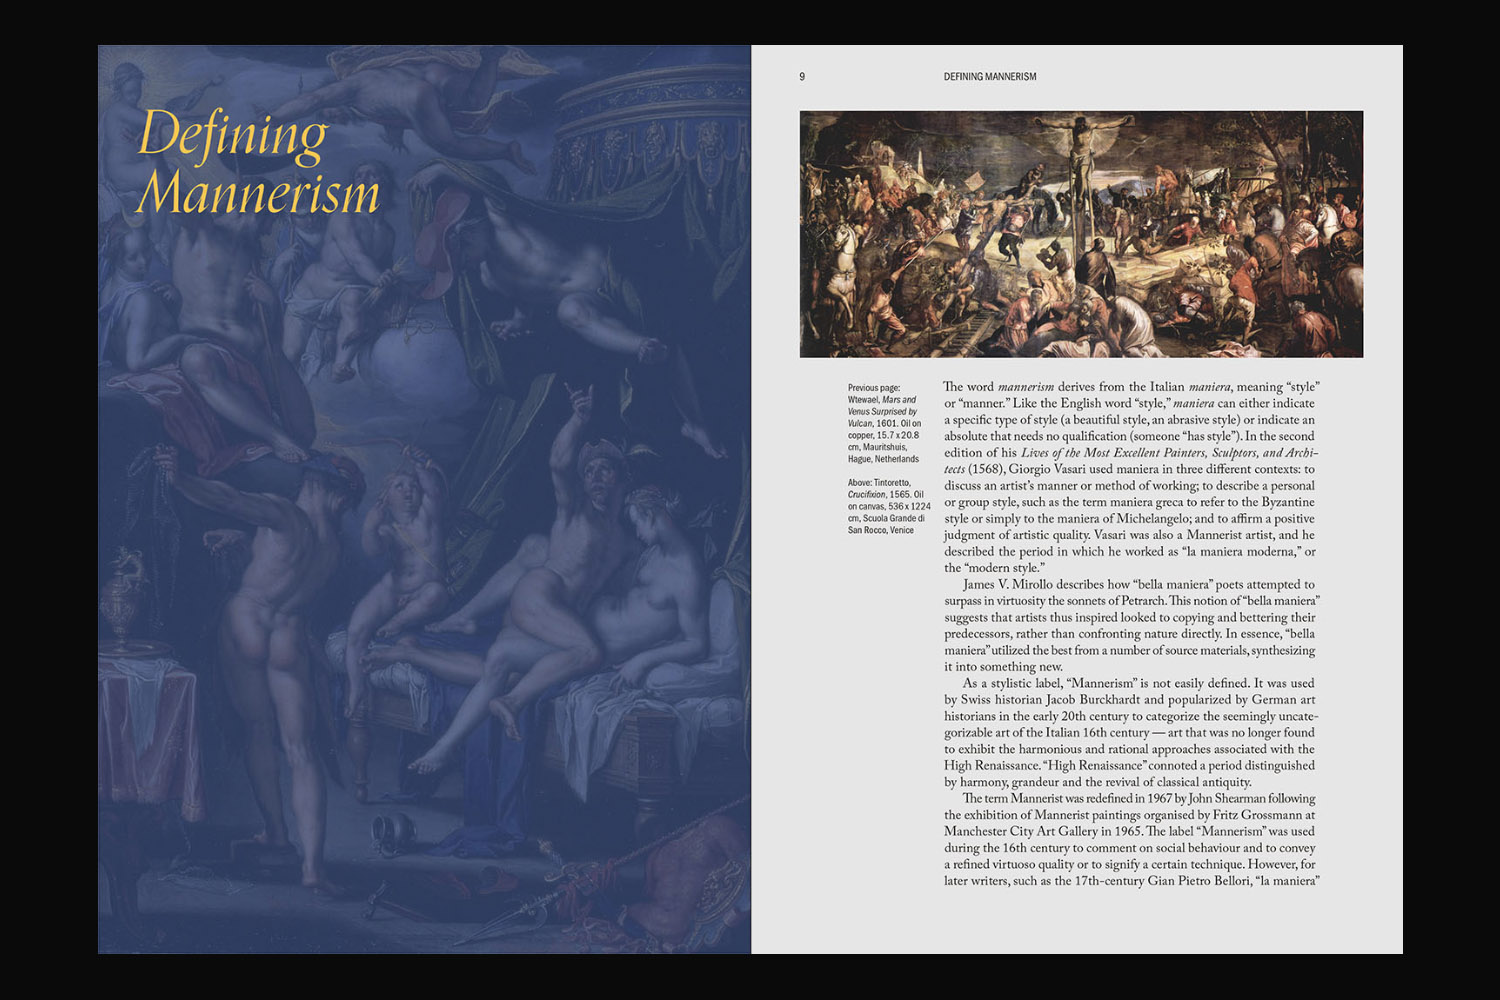 Defining
Mannerism
9
DEFINING MANNERISM
Previous page:
Wtewael, Mars and
Venus Surprised by
Vulcan, 1601. Oil on
copper, 15.7 x 20.8
cm, Mauritshuis,
Hague, Netherlands
Above: Tintoretto,
Crucifixion, 1565. Oil
on canvas, 536 x 1224
cm, Scuola Grande di
San Rocco, Venice
The word mannerism derives from the Italian maniera, meaning “style”
or “manner.” Like the English word “style,” maniera can either indicate
a specific type of style (a beautiful style, an abrasive style) or indicate an
absolute that needs no qualification (someone “has style”). In the second
edition of his Lives of the Most Excellent Painters, Sculptors, and Archi-
tects (1568), Giorgio Vasari used maniera in three different contexts: to
discuss an artist’s manner or method of working; to describe a personal
or group style, such as the term maniera greca to refer to the Byzantine
style or simply to the maniera of Michelangelo; and to affirm a positive
judgment of artistic quality. Vasari was also a Mannerist artist, and he
described the period in which he worked as “la maniera moderna,” or
the “modern style.”
James V. Mirollo describes how “bella maniera” poets attempted to
surpass in virtuosity the sonnets of Petrarch. This notion of “bella maniera”
suggests that artists thus inspired looked to copying and bettering their
predecessors, rather than confronting nature directly. In essence, “bella
maniera” utilized the best from a number of source materials, synthesizing
it into something new.
As a stylistic label, “Mannerism” is not easily defined. It was used
by Swiss historian Jacob Burckhardt and popularized by German art
historians in the early 20th century to categorize the seemingly uncate-
gorizable art of the Italian 16th century — art that was no longer found
to exhibit the harmonious and rational approaches associated with the
High Renaissance. “High Renaissance” connoted a period distinguished
by harmony, grandeur and the revival of classical antiquity.
The term Mannerist was redefined in 1967 by John Shearman following
the exhibition of Mannerist paintings organised by Fritz Grossmann at
Manchester City Art Gallery in 1965. The label “Mannerism” was used
during the 16th century to comment on social behaviour and to convey
a refined virtuoso quality or to signify a certain technique. However, for
later writers, such as the 17th-century Gian Pietro Bellori, “la maniera”